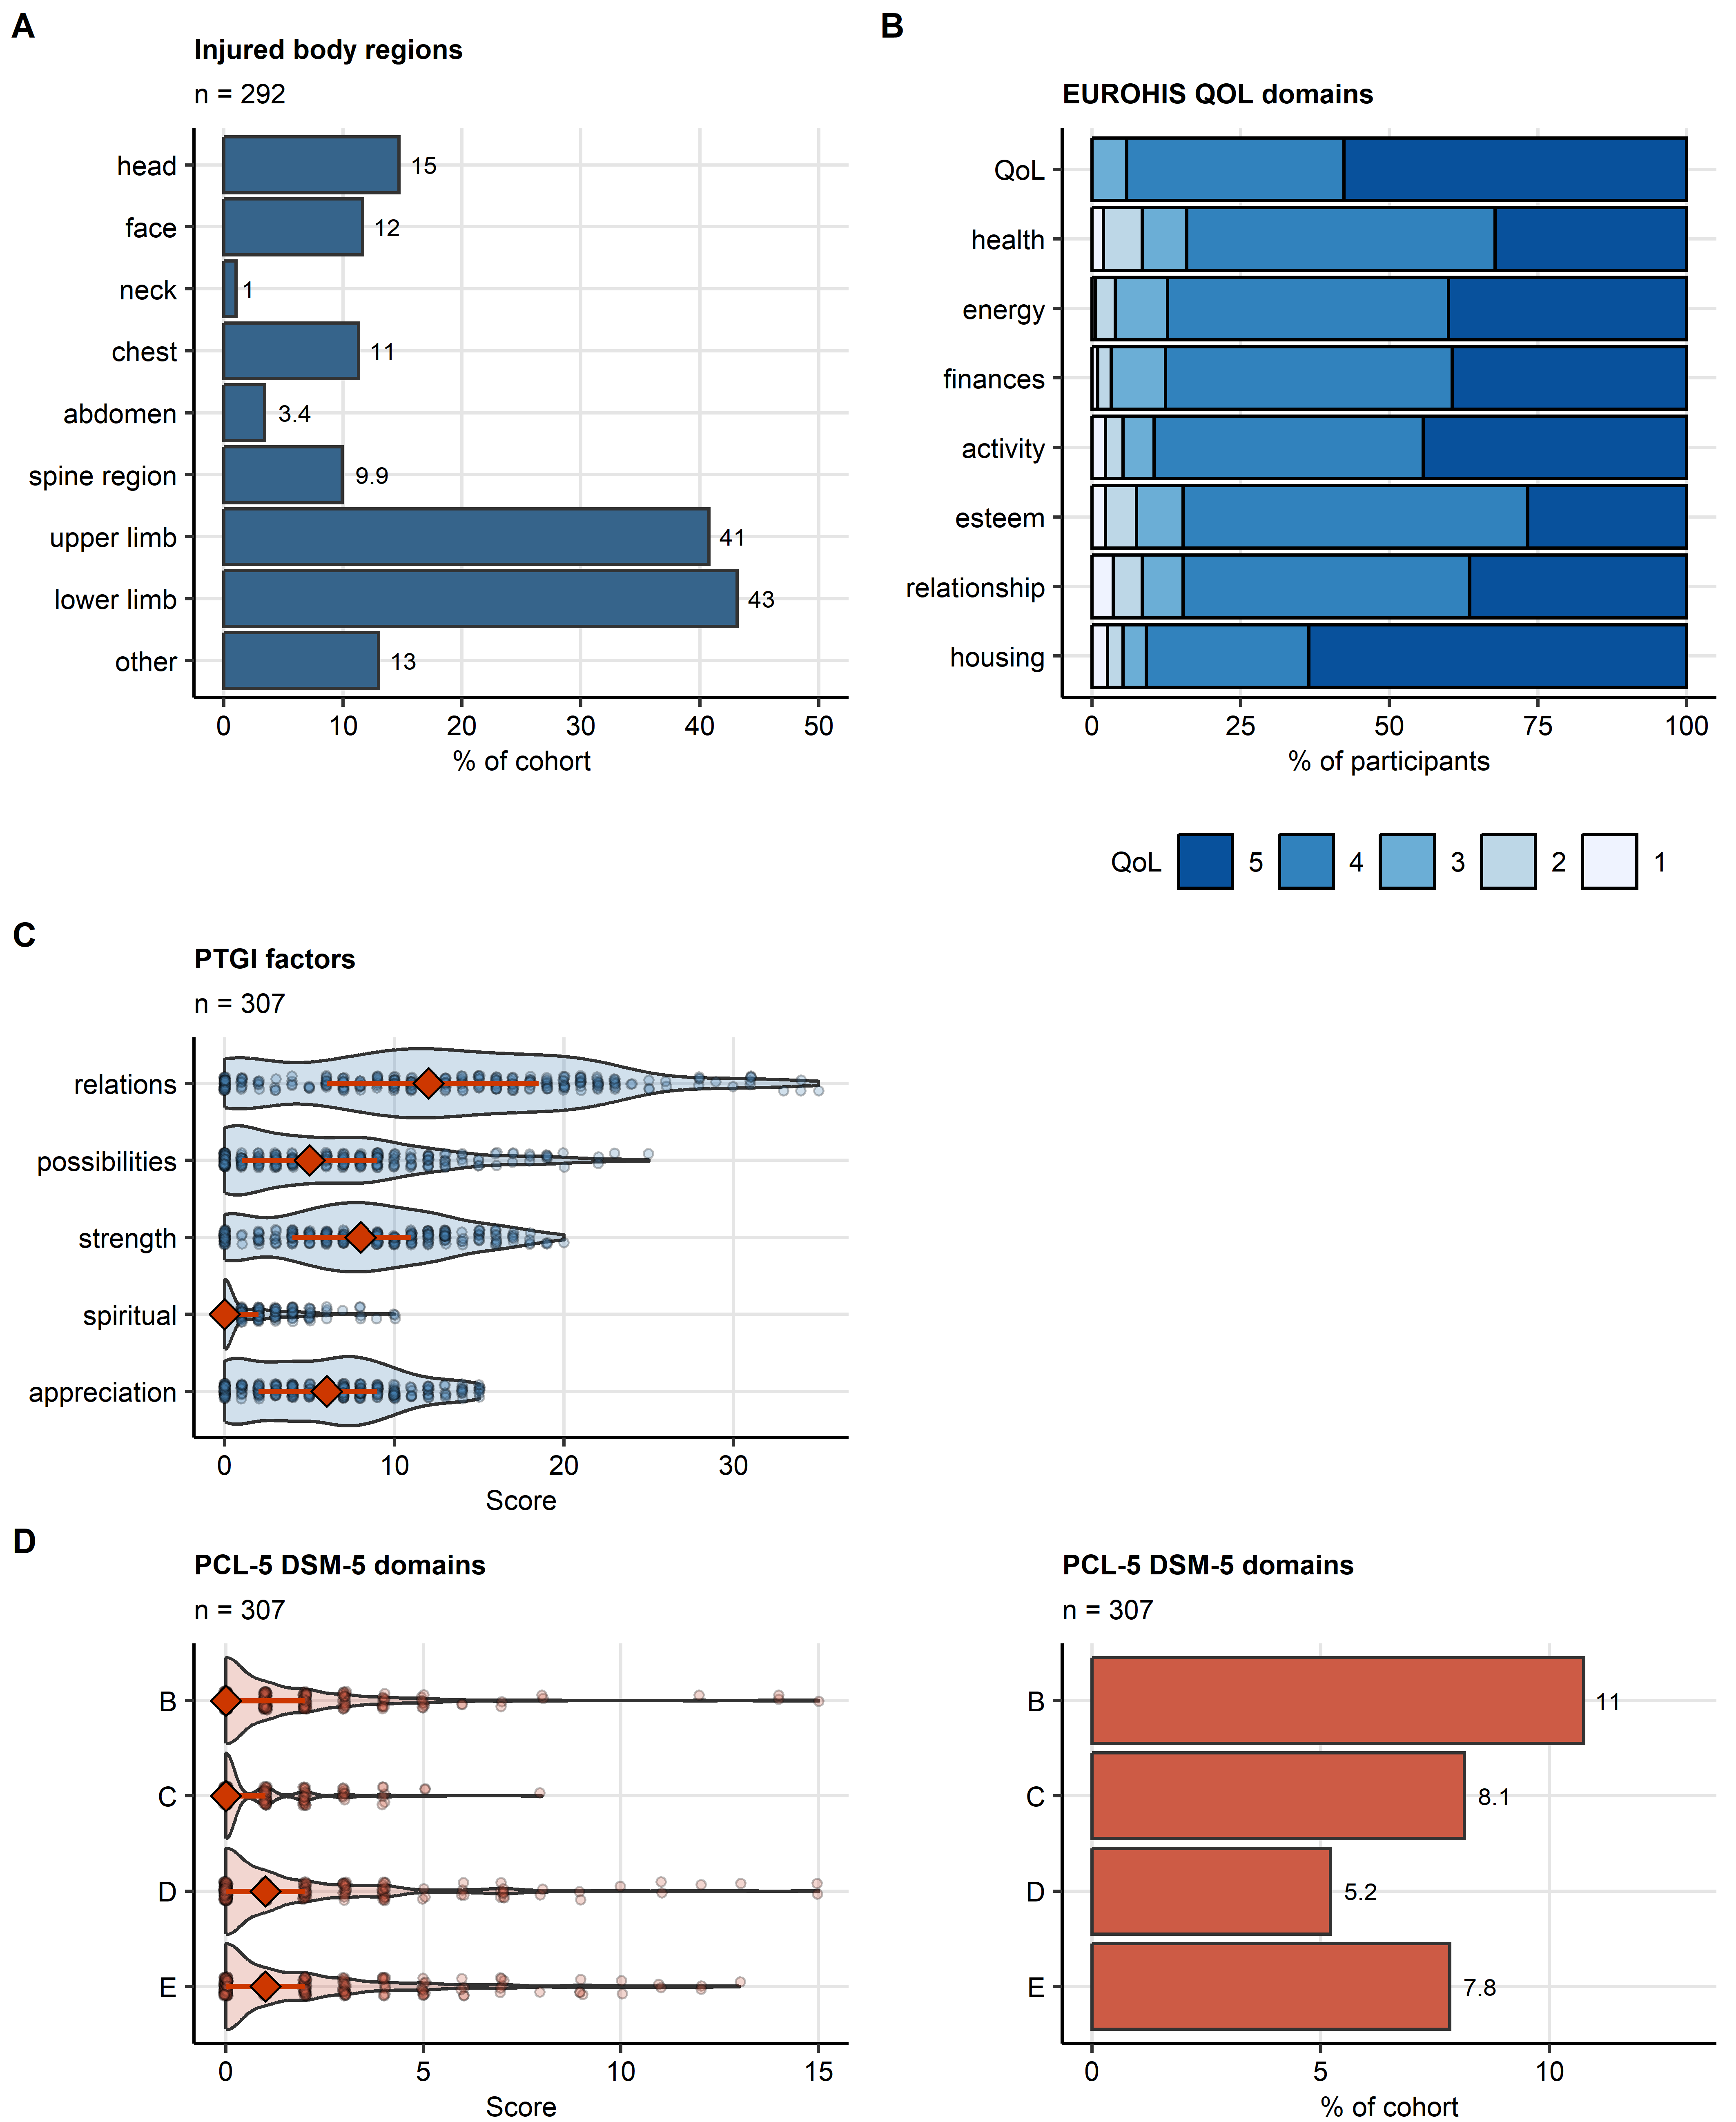 A
Injured body regions
n = 292
head
15
face
12
neck
1
chest
11
abdomen
3.4
spine region
9.9
upper limb
41
lower limb
43
other
13
0 10 20 30 40 50
% of cohort
B
EUROHIS QOL domains
QoL
health
energy
finances
activity
esteem
relationship
housing
0 25 50 75 100
% of participants
QoL 5 4 3 2 1
C
PTGI factors
n = 307
relations
possibilities
strength
spiritual
appreciation
0 10 20 30
Score
D
PCL-5 DSM-5 domains
n = 307
B
C
D
E
0 5 10 15
Score
PCL-5 DSM-5 domains
n = 307
B
11
C
8.1
D
5.2
E
7.8
0 5 10
% of cohort